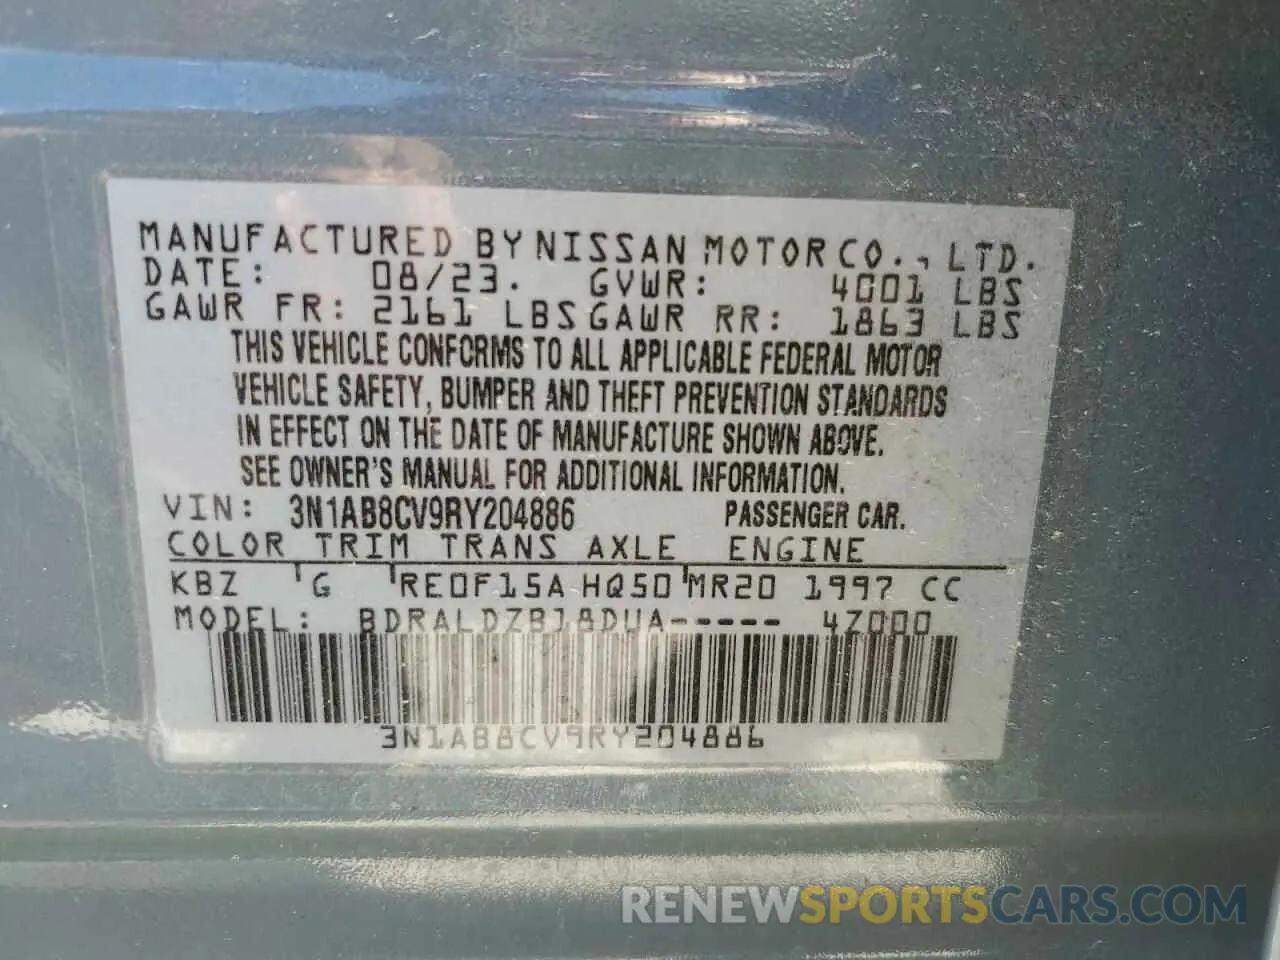 MANUFACTURED BY NISSAN MOTOR CO., LTD.
DATE: 08/23. GVWR: 4001 LBS
GAWR FR: 2161 LBS GAWR RR: 1863 LBS
THIS VEHICLE CONFORMS TO ALL APPLICABLE FEDERAL MOTOR
VEHICLE SAFETY, BUMPER AND THEFT PREVENTION STANDARDS
IN EFFECT ON THE DATE OF MANUFACTURE SHOWN ABOVE.
SEE OWNER'S MANUAL FOR ADDITIONAL INFORMATION.
VIN: 3N1AB8CV9RY204886 PASSENGER CAR.
COLOR TRIM TRANS AXLE ENGINE
KBZ G RE0F15A HQ50 MR20 1997 CC
MODEL: BDRALDZBJ8DUA----- 4Z000
3N1AB8CV9RY204886
RENEWSPORTSCARS.COM